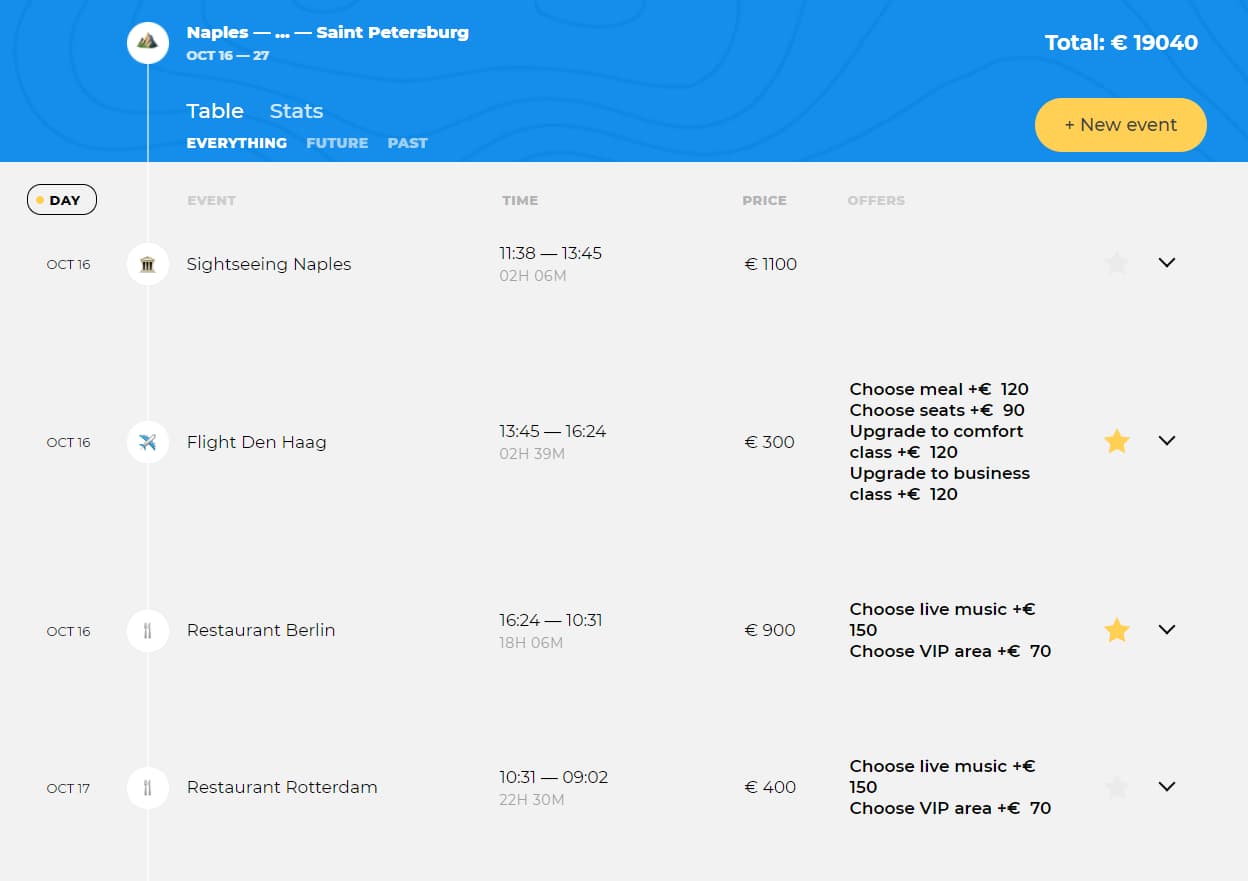 Naples — ... — Saint Petersburg
OCT 16 — 27
Total: € 19040
Table Stats
EVERYTHING FUTURE PAST
+ New event
DAY EVENT TIME PRICE OFFERS
OCT 16 Sightseeing Naples 11:38 — 13:45 € 1100
02H 06M
OCT 16 Flight Den Haag 13:45 — 16:24 € 300
02H 39M
Choose meal +€ 120
Choose seats +€ 90
Upgrade to comfort
class +€ 120
Upgrade to business
class +€ 120
OCT 16 Restaurant Berlin 16:24 — 10:31 € 900
18H 06M
Choose live music +€
150
Choose VIP area +€ 70
OCT 17 Restaurant Rotterdam 10:31 — 09:02 € 400
22H 30M
Choose live music +€
150
Choose VIP area +€ 70